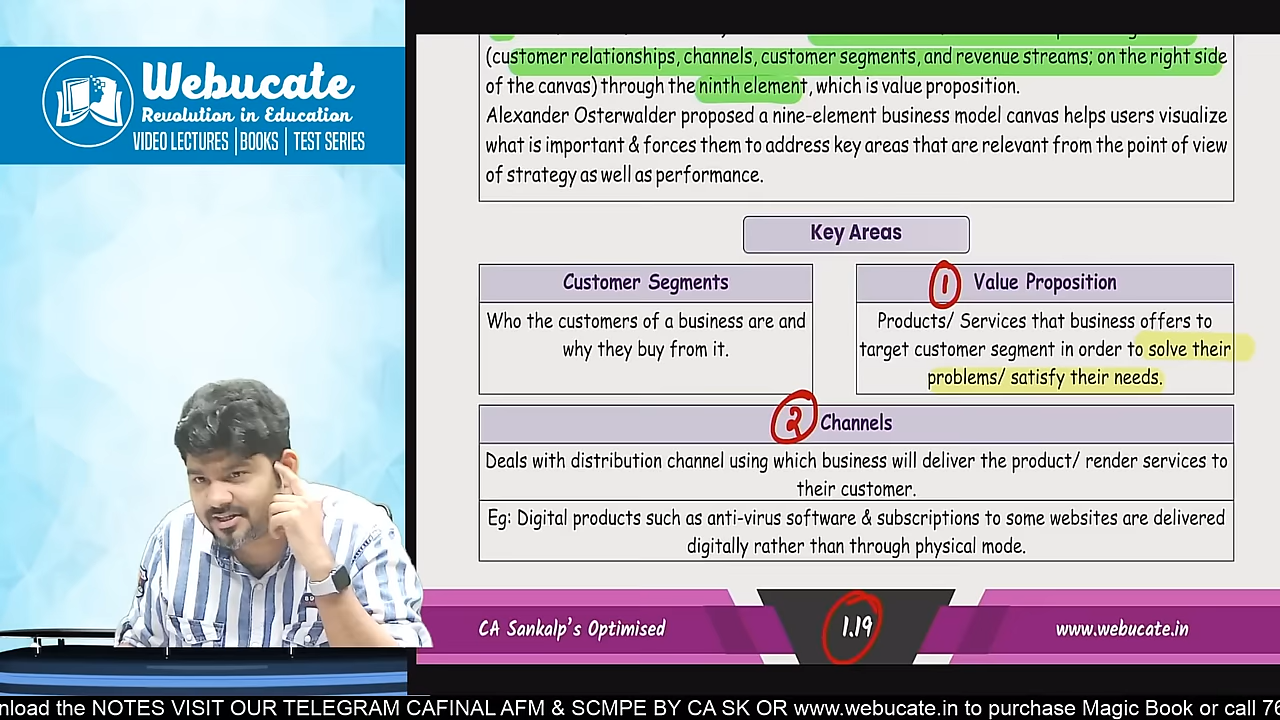 Webucate
Revolution in Education
VIDEO LECTURES | BOOKS | TEST SERIES
(customer relationships, channels, customer segments, and revenue streams; on the right side
of the canvas) through the ninth element, which is value proposition.
Alexander Osterwalder proposed a nine-element business model canvas helps users visualize
what is important & forces them to address key areas that are relevant from the point of view
of strategy as well as performance.
Key Areas
Customer Segments
Who the customers of a business are and
why they buy from it.
1 Value Proposition
Products/ Services that business offers to
target customer segment in order to solve their
problems/ satisfy their needs.
2 Channels
Deals with distribution channel using which business will deliver the product/ render services to
their customer.
Eg: Digital products such as anti-virus software & subscriptions to some websites are delivered
digitally rather than through physical mode.
CA Sankalp's Optimised
1.19
www.webucate.in
nload the NOTES VISIT OUR TELEGRAM CAFINAL AFM & SCMPE BY CA SK OR www.webucate.in to purchase Magic Book or call 76